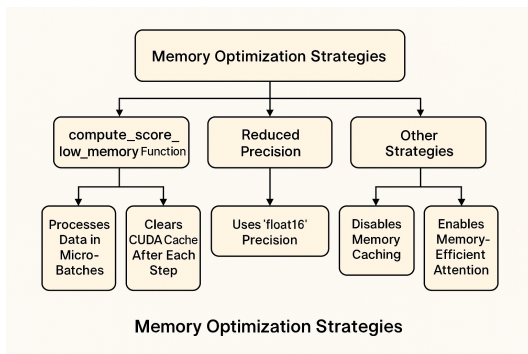 Memory Optimization Strategies
compute_score_
low_memory Function
Reduced
Precision
Other
Strategies
Processes
Data in
Micro-
Batches
Clears
CUDA Cache
After Each
Step
Uses 'float16'
Precision
Disables
Memory
Caching
Enables
Memory-
Efficient
Attention
Memory Optimization Strategies